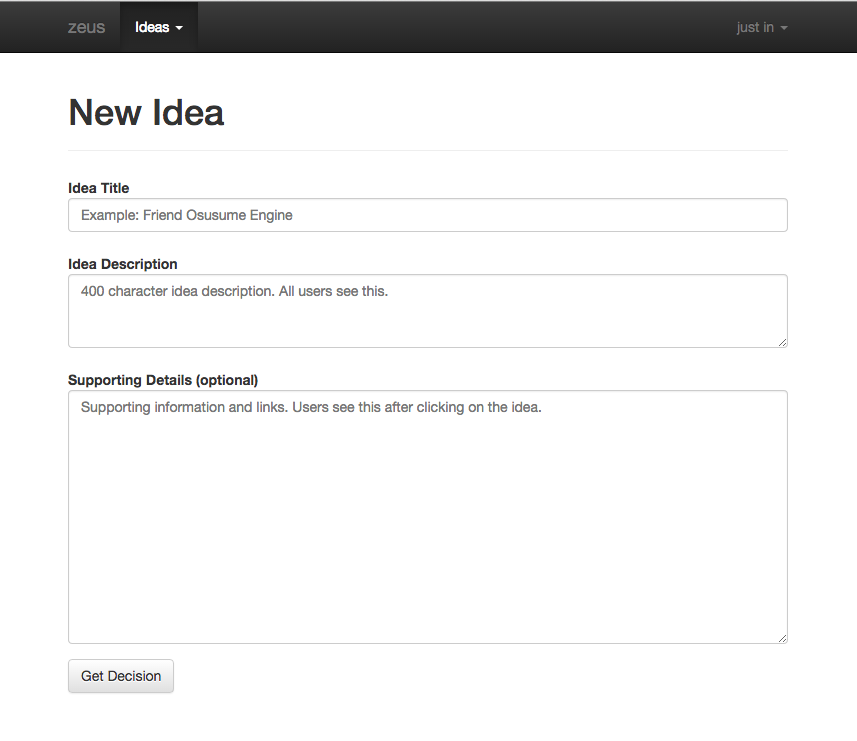 zeus Ideas just in
New Idea
Idea Title
Example: Friend Osusume Engine
Idea Description
400 character idea description. All users see this.
Supporting Details (optional)
Supporting information and links. Users see this after clicking on the idea.
Get Decision